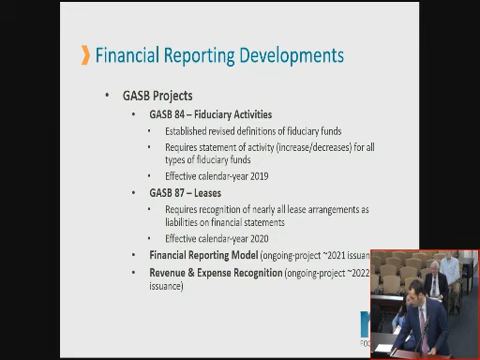 Financial Reporting Developments
• GASB Projects
• GASB 84 – Fiduciary Activities
• Established revised definitions of fiduciary funds
• Requires statement of activity (increase/decreases) for all
types of fiduciary funds
• Effective calendar-year 2019
• GASB 87 – Leases
• Requires recognition of nearly all lease arrangements as
liabilities on financial statements
• Effective calendar-year 2020
• Financial Reporting Model (ongoing-project ~2021 issuan
• Revenue & Expense Recognition (ongoing-project ~2022
issuance)